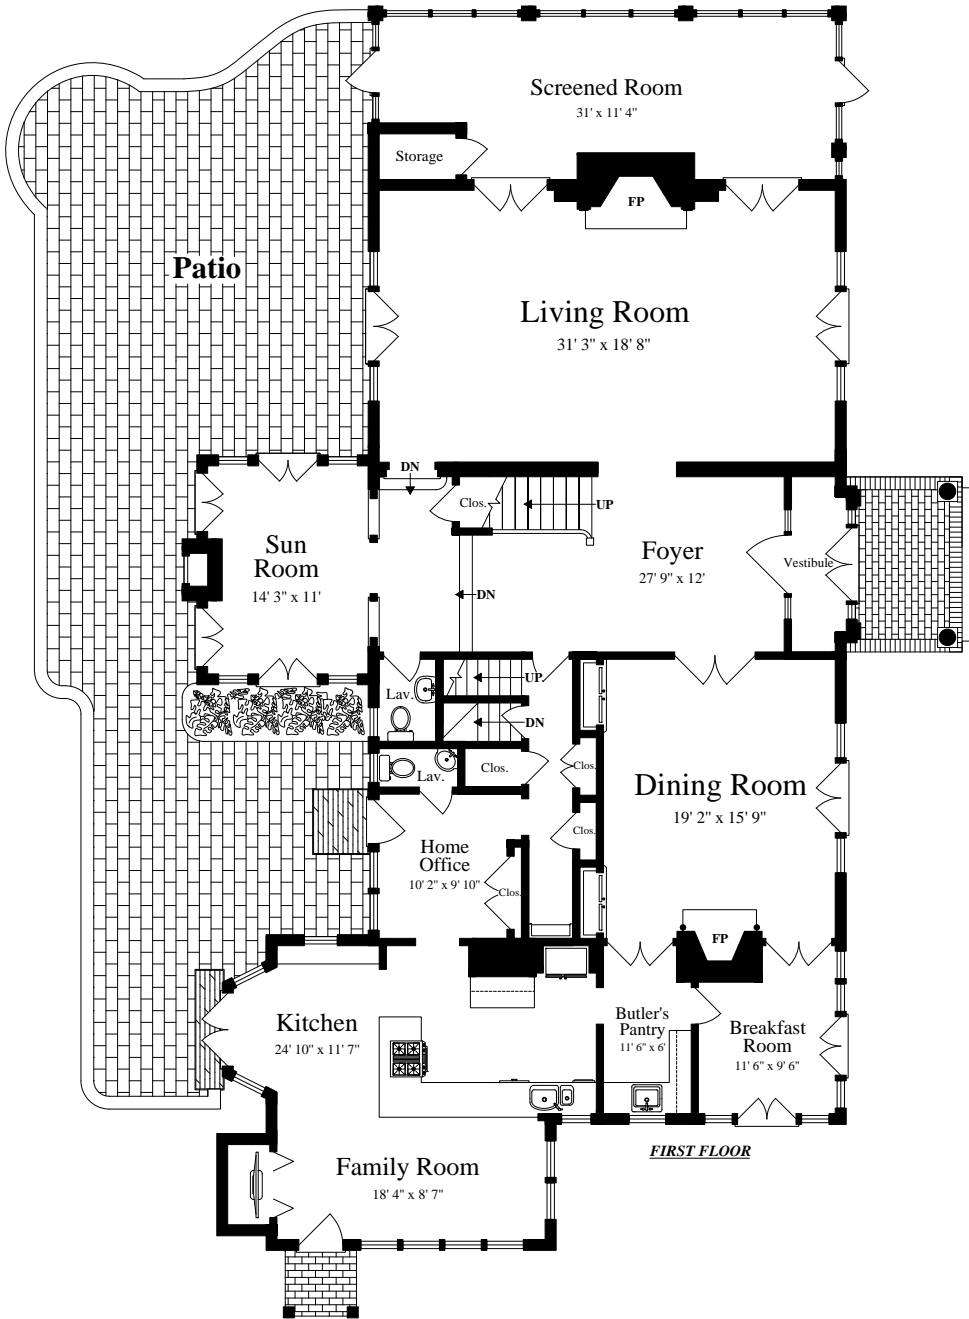 Screened Room
31' x 11' 4"
Storage
FP
Patio
Living Room
31' 3" x 18' 8"
DN
Clos.
UP
Sun
Room
14' 3" x 11'
Foyer
27' 9" x 12'
Vestibule
DN
Lav.
UP
DN
Lav.
Clos.
Clos.
Dining Room
19' 2" x 15' 9"
Clos.
Home
Office
10' 2" x 9' 10"
Clos.
FP
Kitchen
24' 10" x 11' 7"
Butler's
Pantry
11' 6" x 6'
Breakfast
Room
11' 6" x 9' 6"
FIRST FLOOR
Family Room
18' 4" x 8' 7"